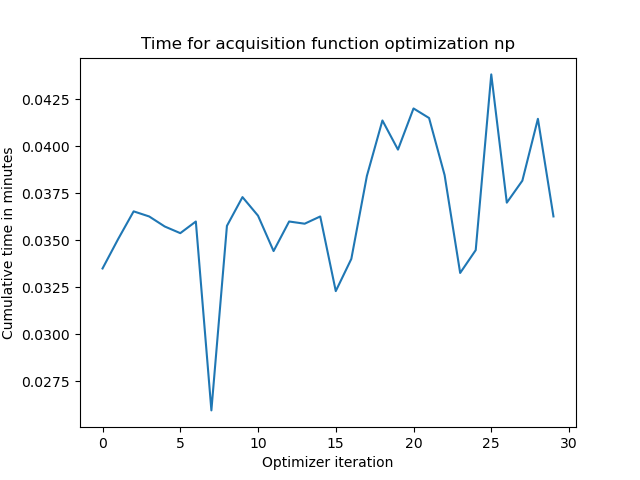 Time for acquisition function optimization np
0.0425
0.0400
0.0375
0.0350
0.0325
0.0300
0.0275
Cumulative time in minutes
0 5 10 15 20 25 30
Optimizer iteration